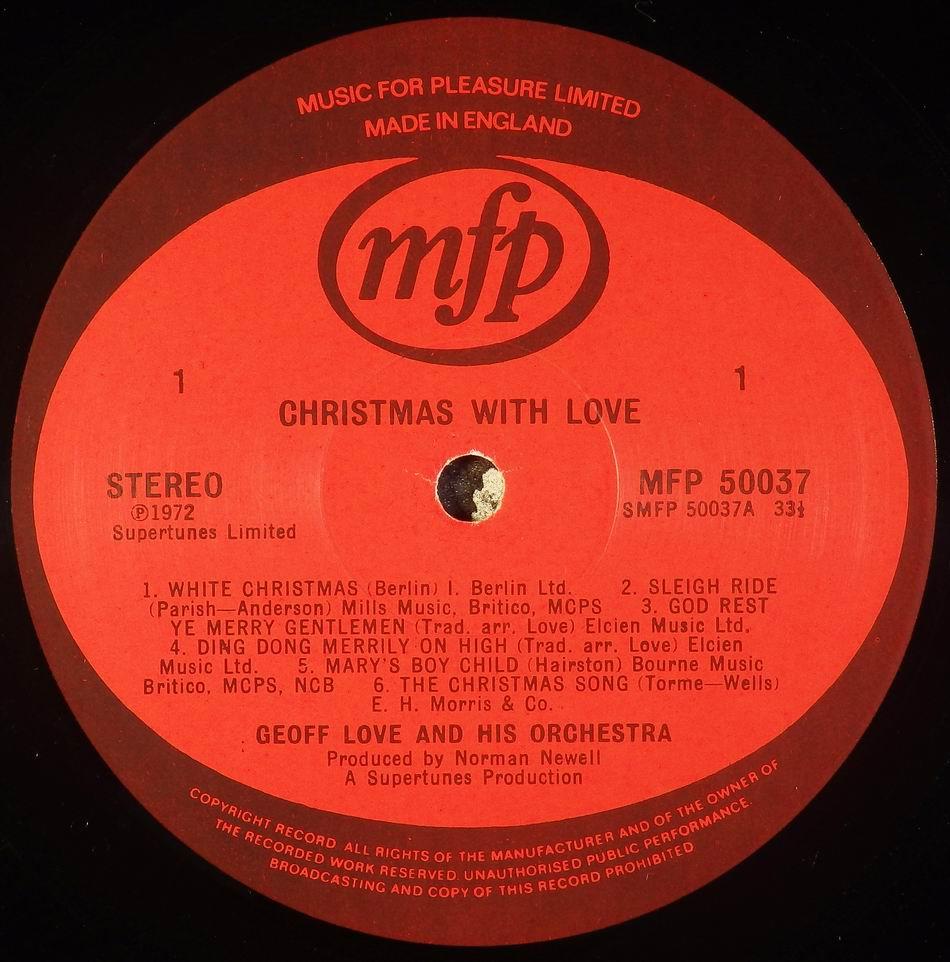 MUSIC FOR PLEASURE LIMITED
MADE IN ENGLAND
mfp
1 1
CHRISTMAS WITH LOVE
STEREO MFP 50037
℗1972 SMFP 50037A 33⅓
Supertunes Limited
1. WHITE CHRISTMAS (Berlin) I. Berlin Ltd. 2. SLEIGH RIDE
(Parish—Anderson) Mills Music, Britico, MCPS 3. GOD REST
YE MERRY GENTLEMEN (Trad. arr. Love) Elcien Music Ltd.
4. DING DONG MERRILY ON HIGH (Trad. arr. Love) Elcien
Music Ltd. 5. MARY'S BOY CHILD (Hairston) Bourne Music
Britico, MCPS, NCB 6. THE CHRISTMAS SONG (Torme—Wells)
E. H. Morris & Co.
GEOFF LOVE AND HIS ORCHESTRA
Produced by Norman Newell
A Supertunes Production
COPYRIGHT RECORD. ALL RIGHTS OF THE MANUFACTURER AND OF THE OWNER OF
THE RECORDED WORK RESERVED. UNAUTHORISED PUBLIC PERFORMANCE.
BROADCASTING AND COPY OF THIS RECORD PROHIBITED